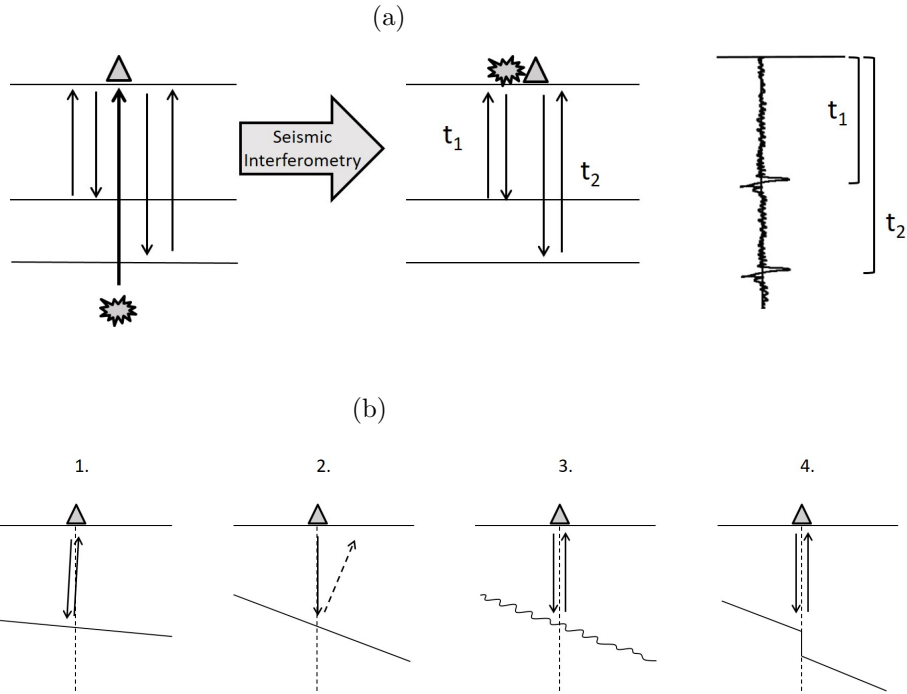 (a)
Seismic
Interferometry
t₁
t₂
t₁
t₂
(b)
1. 2. 3. 4.